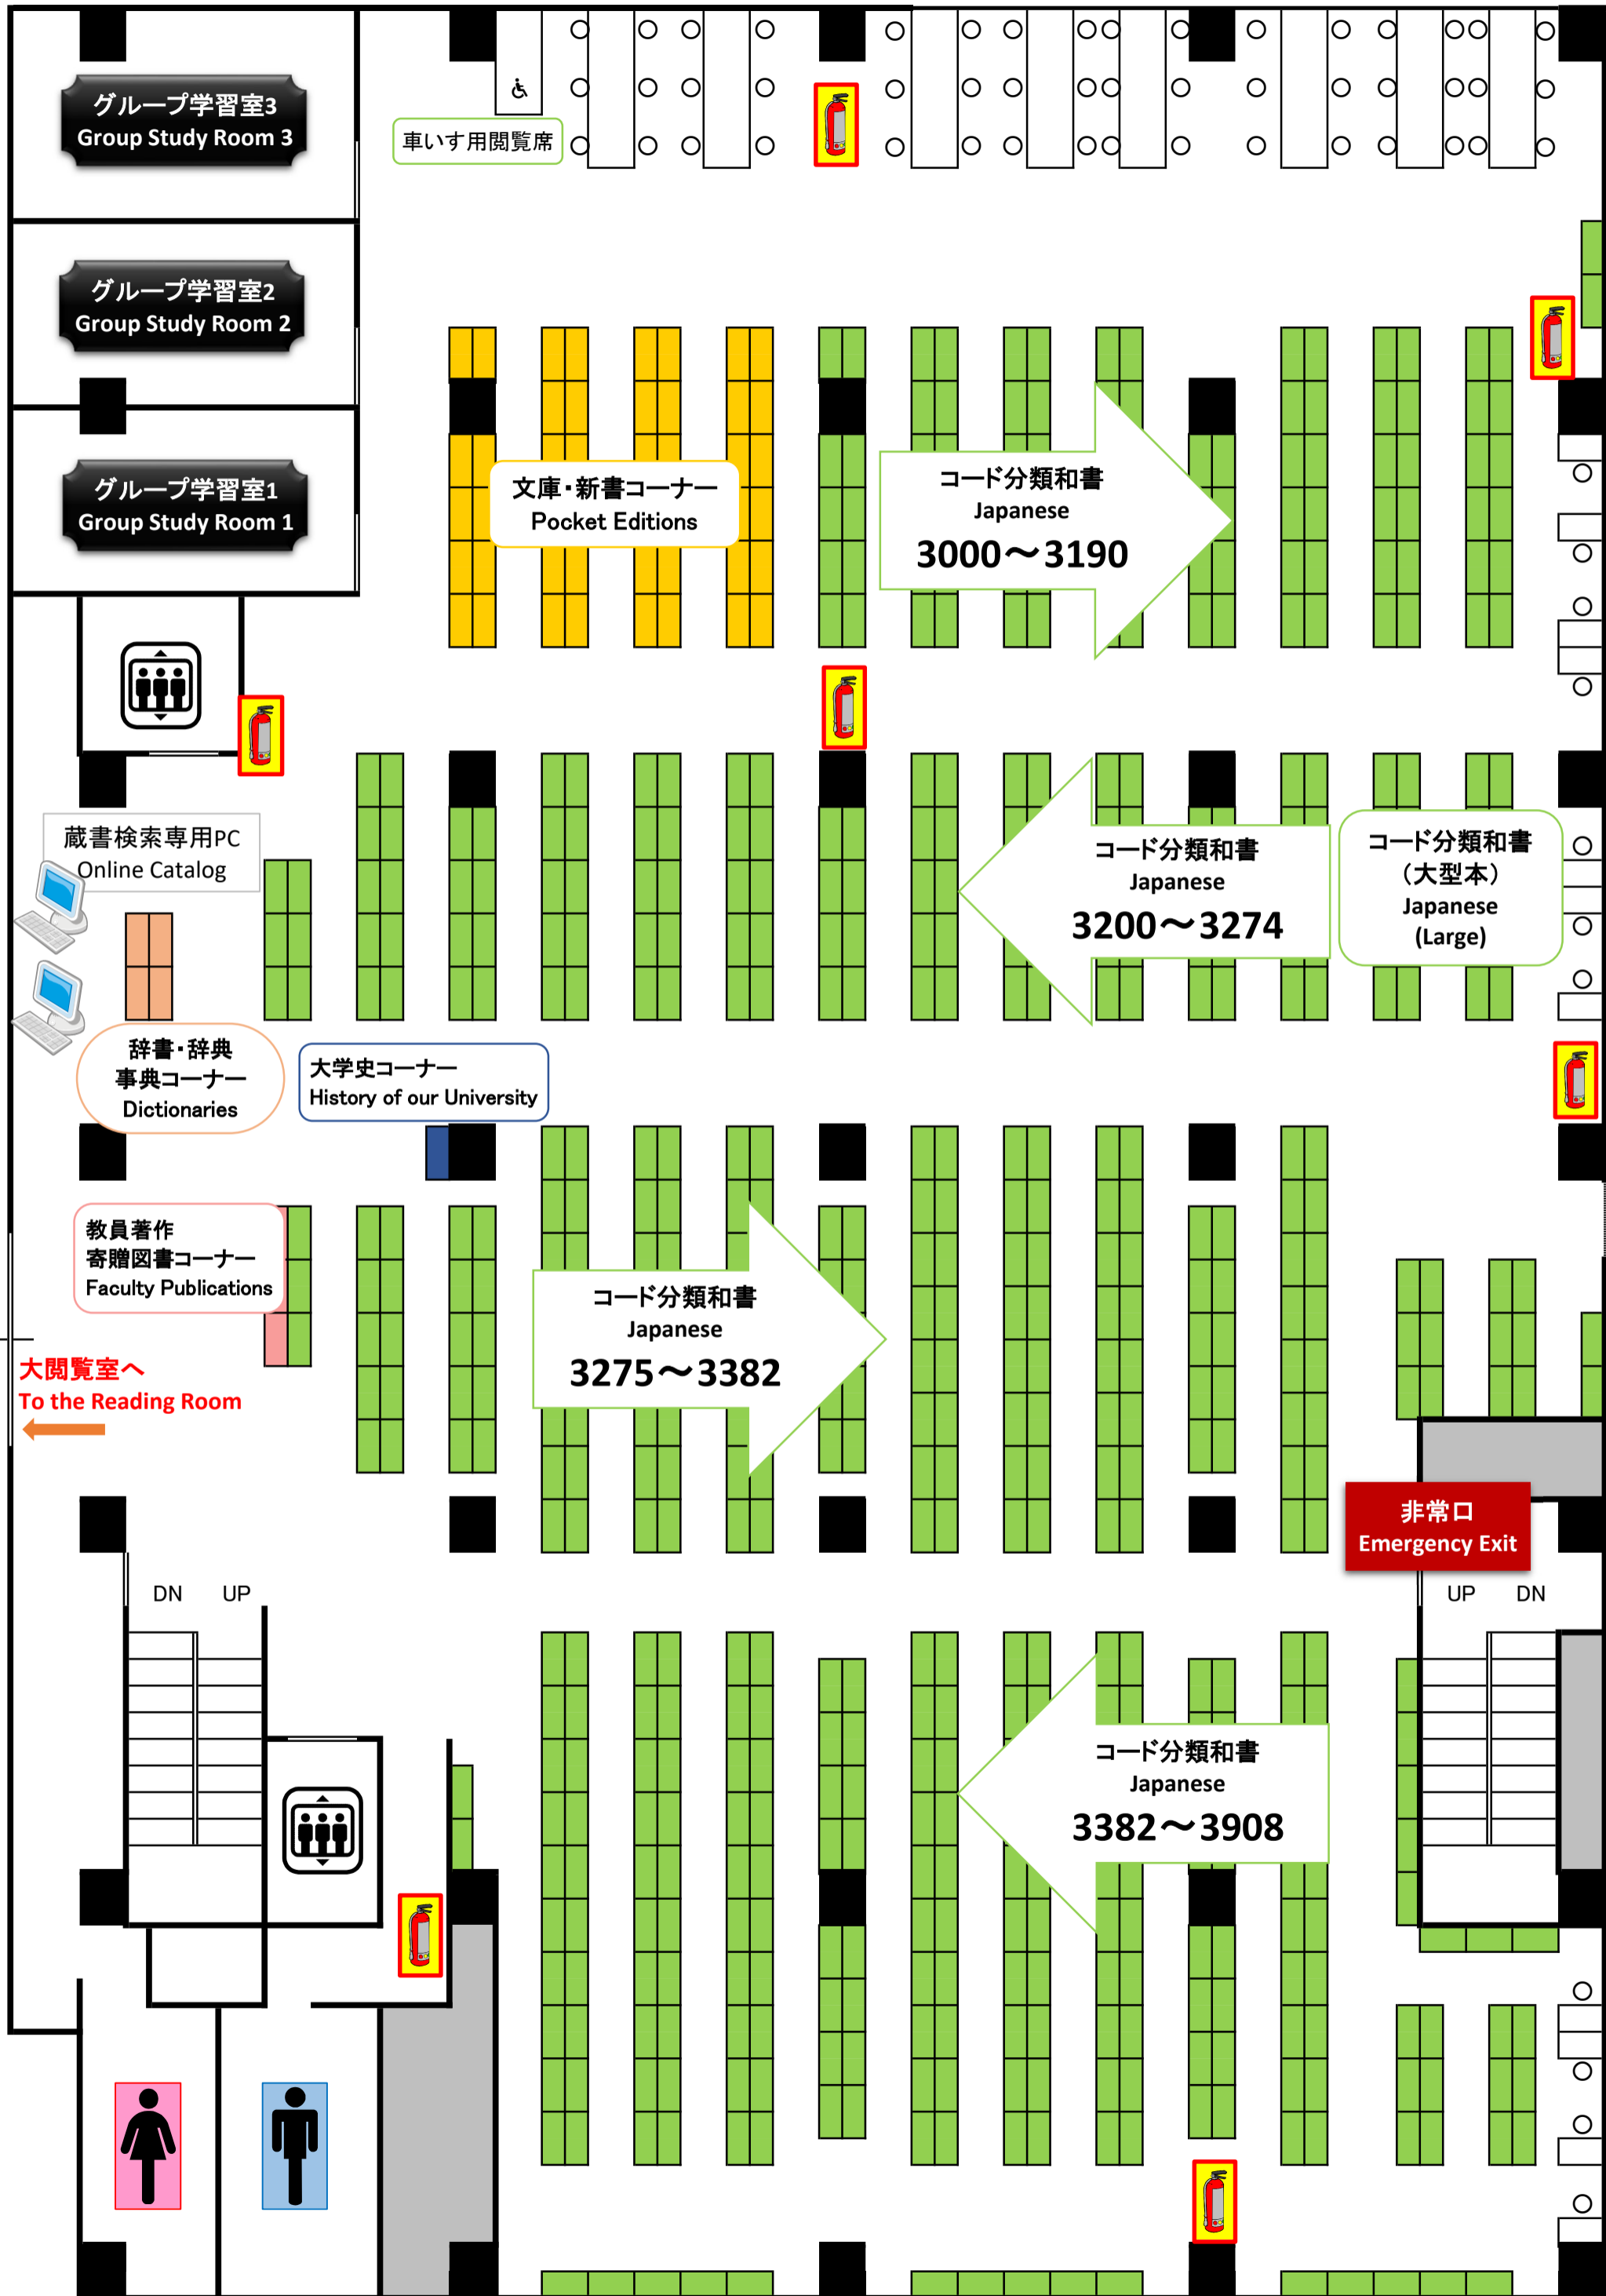 グループ学習室3
Group Study Room 3
車いす用閲覧席
グループ学習室2
Group Study Room 2
グループ学習室1
Group Study Room 1
文庫・新書コーナー
Pocket Editions
コード分類和書
Japanese
3000～3190
蔵書検索専用PC
Online Catalog
コード分類和書
Japanese
3200～3274
コード分類和書
（大型本）
Japanese
(Large)
辞書・辞典
事典コーナー
Dictionaries
大学史コーナー
History of our University
教員著作
寄贈図書コーナー
Faculty Publications
コード分類和書
Japanese
3275～3382
大閲覧室へ
To the Reading Room
非常口
Emergency Exit
DN UP
UP DN
コード分類和書
Japanese
3382～3908